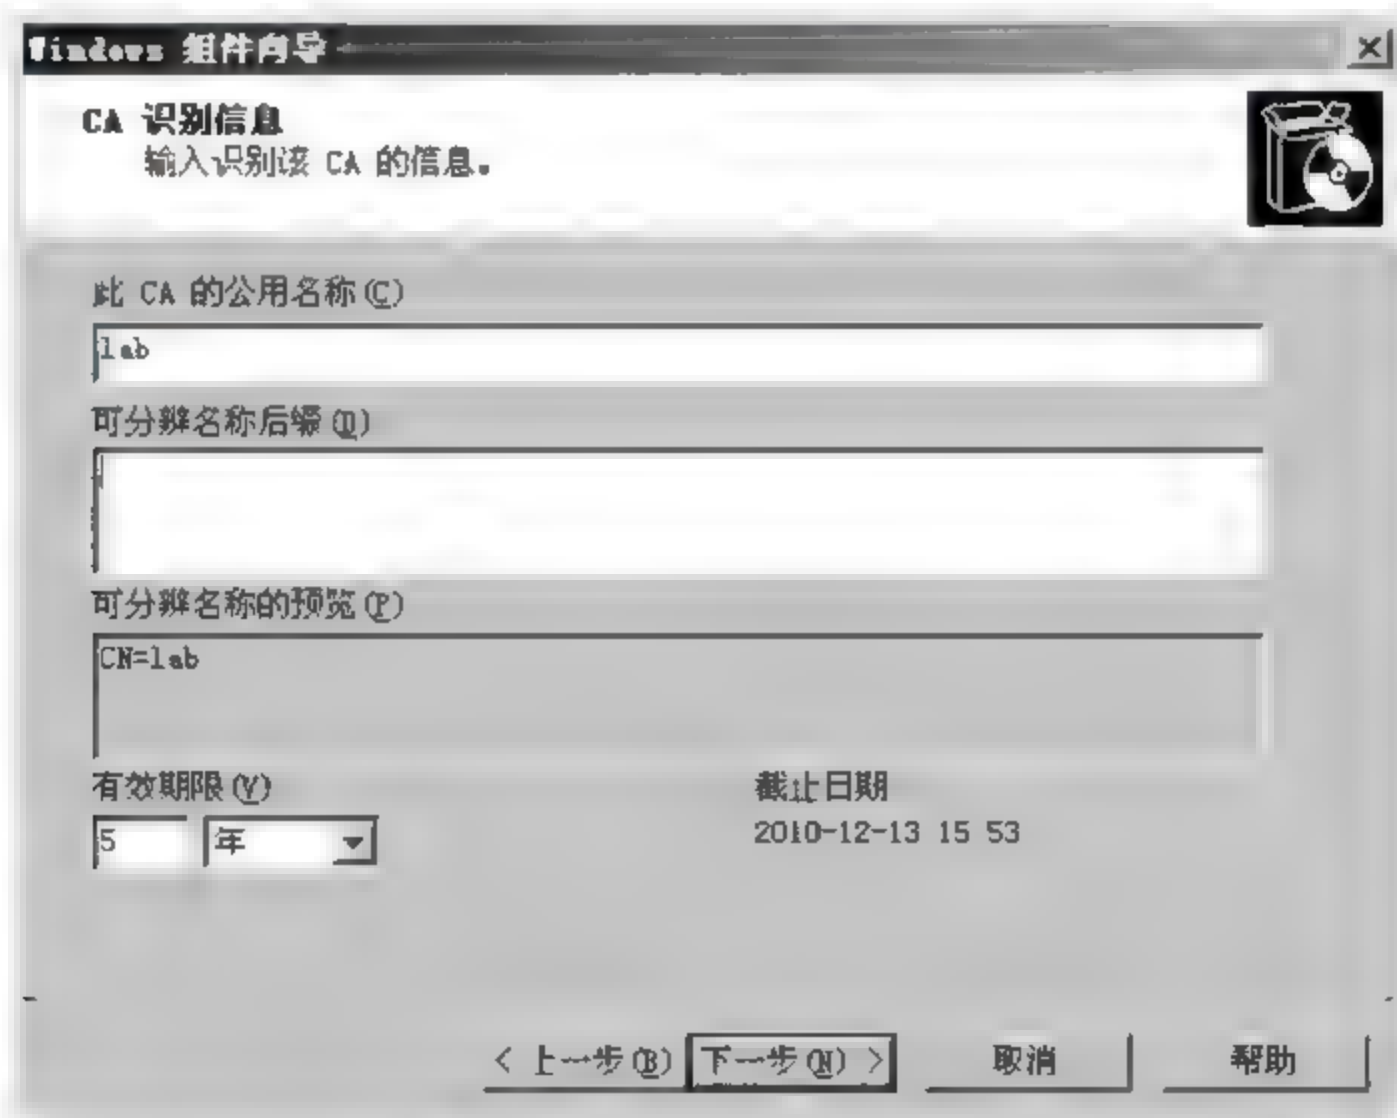 Windows 组件向导
CA 识别信息
输入识别该 CA 的信息。
此 CA 的公用名称(C)
lab
可分辨名称后缀(D)
可分辨名称的预览(P)
CN=lab
有效期限(V)
截止日期
5 年
2010-12-13 15 53
< 上一步(B) 下一步(N) > 取消 帮助